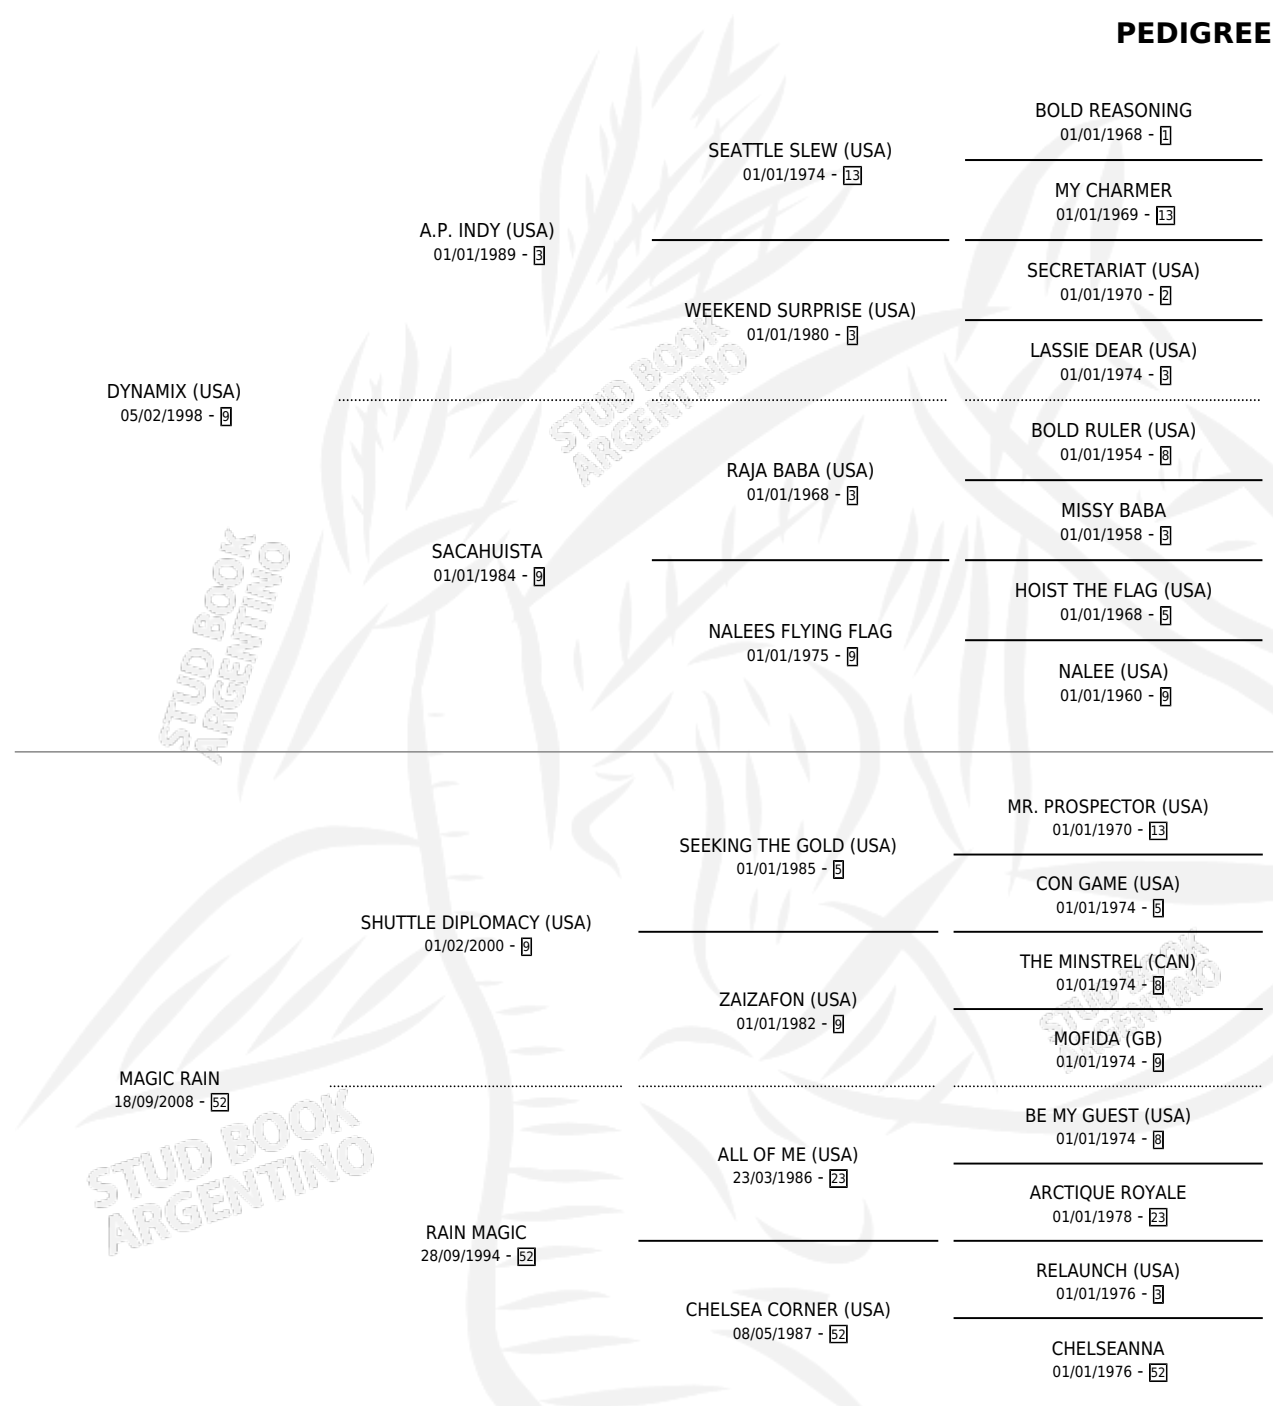 PEDIGREE
BOLD REASONING
01/01/1968 - 1
SEATTLE SLEW (USA)
01/01/1974 - 13
MY CHARMER
01/01/1969 - 13
A.P. INDY (USA)
01/01/1989 - 3
SECRETARIAT (USA)
01/01/1970 - 2
WEEKEND SURPRISE (USA)
01/01/1980 - 3
LASSIE DEAR (USA)
01/01/1974 - 3
DYNAMIX (USA)
05/02/1998 - 9
BOLD RULER (USA)
01/01/1954 - 8
RAJA BABA (USA)
01/01/1968 - 3
MISSY BABA
01/01/1958 - 3
SACAHUISTA
01/01/1984 - 9
HOIST THE FLAG (USA)
01/01/1968 - 5
NALEES FLYING FLAG
01/01/1975 - 9
NALEE (USA)
01/01/1960 - 9
MR. PROSPECTOR (USA)
01/01/1970 - 13
SEEKING THE GOLD (USA)
01/01/1985 - 5
CON GAME (USA)
01/01/1974 - 5
SHUTTLE DIPLOMACY (USA)
01/02/2000 - 9
THE MINSTREL (CAN)
01/01/1974 - 8
ZAIZAFON (USA)
01/01/1982 - 9
MOFIDA (GB)
01/01/1974 - 9
MAGIC RAIN
18/09/2008 - 52
BE MY GUEST (USA)
01/01/1974 - 8
ALL OF ME (USA)
23/03/1986 - 23
ARCTIQUE ROYALE
01/01/1978 - 23
RAIN MAGIC
28/09/1994 - 52
RELAUNCH (USA)
01/01/1976 - 3
CHELSEA CORNER (USA)
08/05/1987 - 52
CHELSEANNA
01/01/1976 - 52
STUD BOOK
ARGENTINO
STUD BOOK
ARGENTINO
STUD BOOK
ARGENTINO
STUD BOOK
ARGENTINO